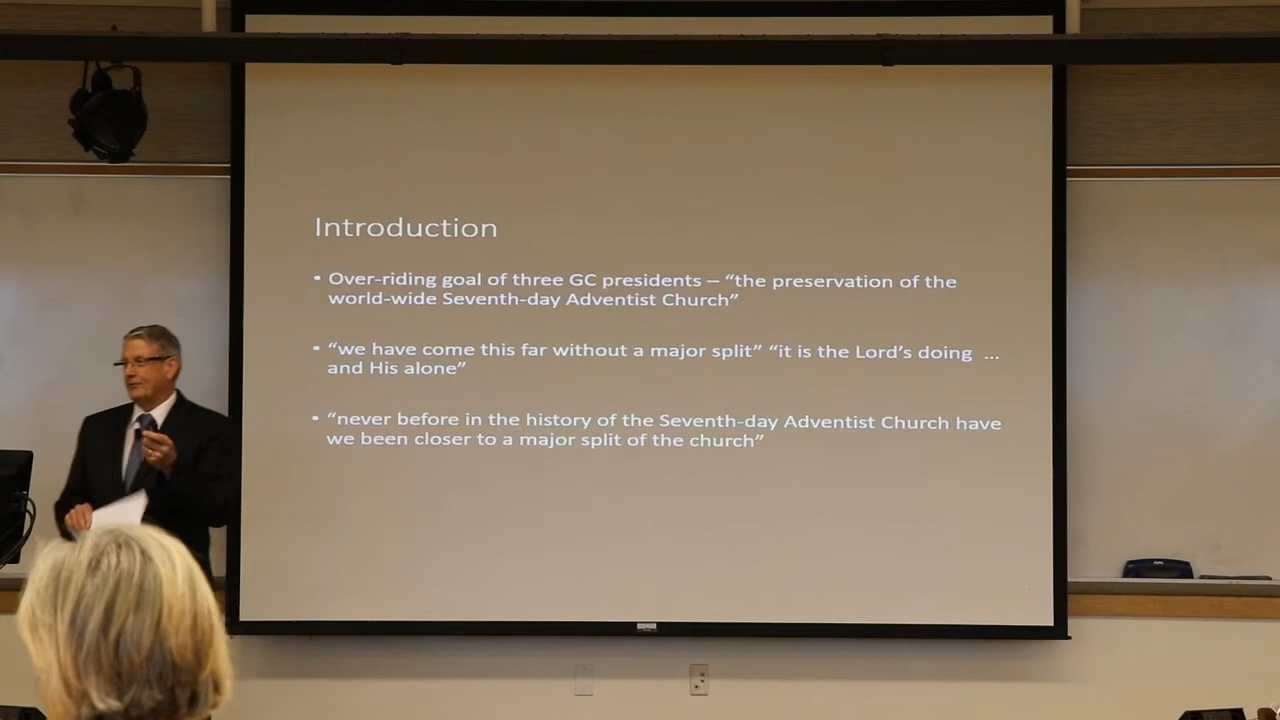 Introduction
• Over-riding goal of three GC presidents – “the preservation of the
world-wide Seventh-day Adventist Church”
• “we have come this far without a major split” “it is the Lord’s doing ...
and His alone”
• “never before in the history of the Seventh-day Adventist Church have
we been closer to a major split of the church”